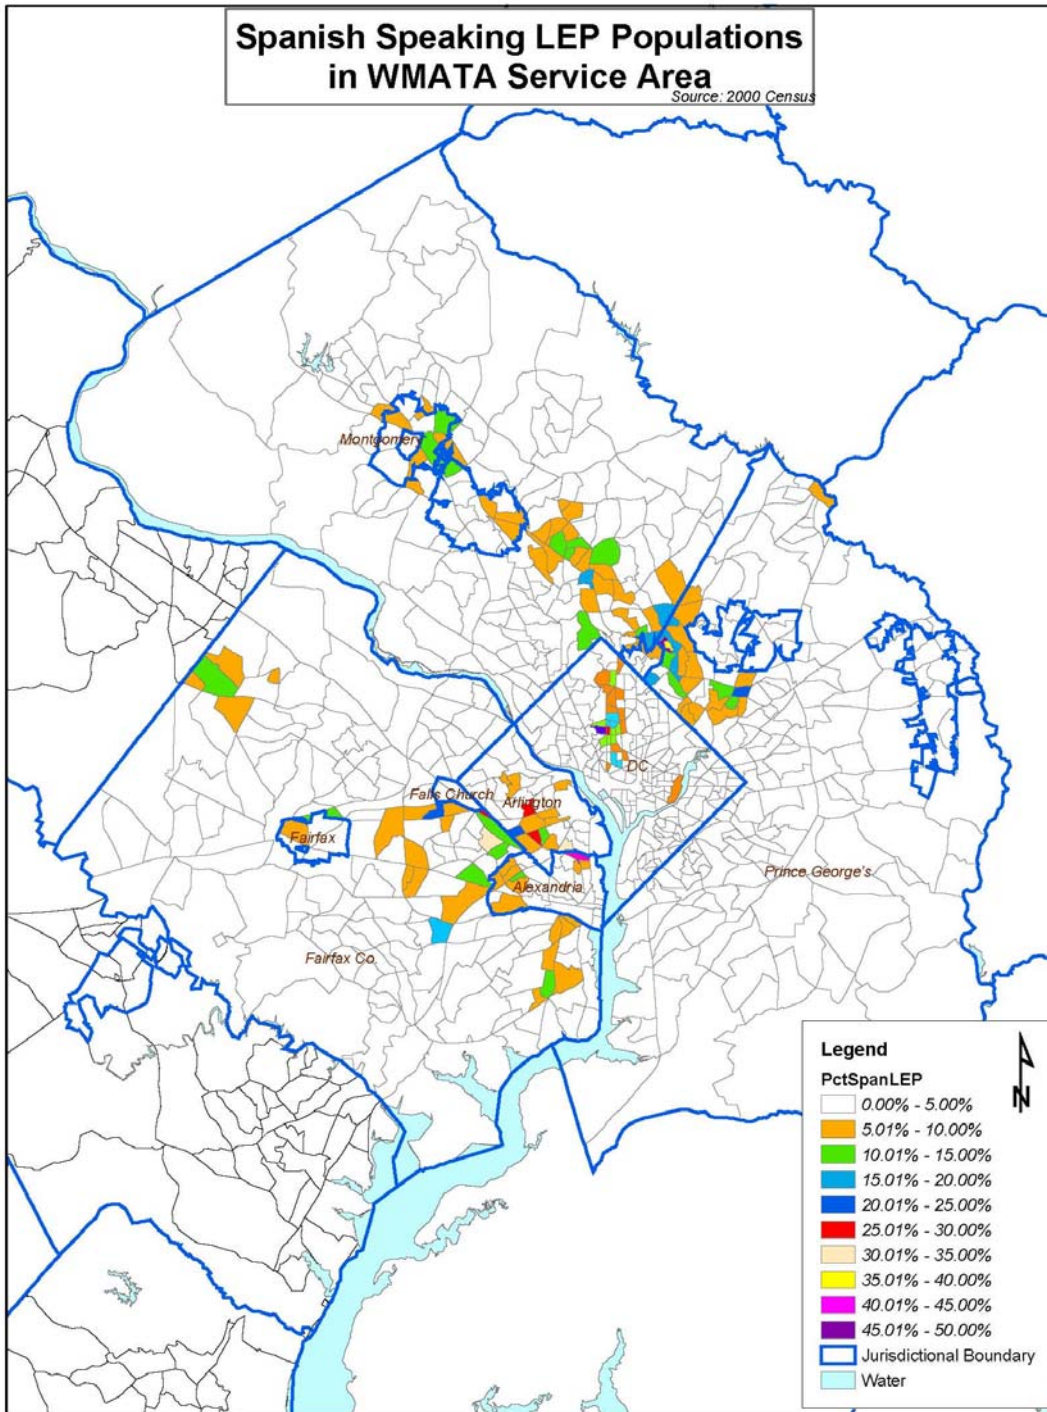 Spanish Speaking LEP Populations
in WMATA Service Area
Source: 2000 Census
Montgomery
DC
Falls Church
Arlington
Fairfax
Prince George's
Alexandria
Fairfax Co.
Legend
PctSpanLEP
0.00% - 5.00%
5.01% - 10.00%
10.01% - 15.00%
15.01% - 20.00%
20.01% - 25.00%
25.01% - 30.00%
30.01% - 35.00%
35.01% - 40.00%
40.01% - 45.00%
45.01% - 50.00%
Jurisdictional Boundary
Water
N